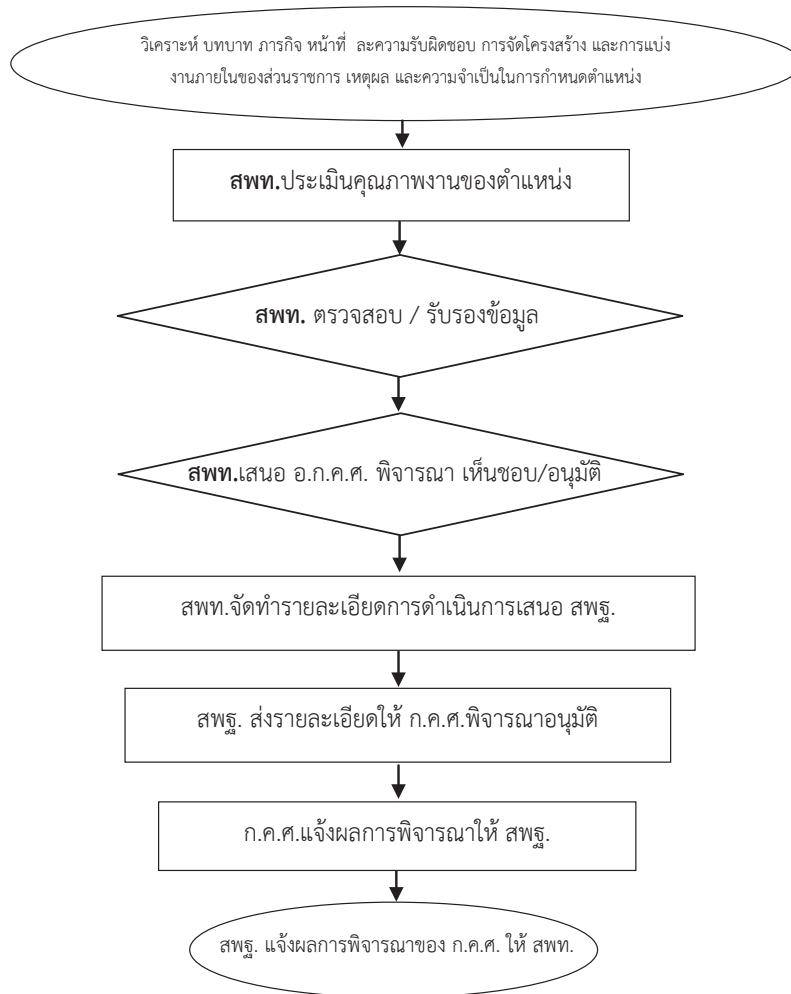 วิเคราะห์ บทบาท ภารกิจ หน้าที่  ละความรับผิดชอบ การจัดโครงสร้าง และการแบ่ง
งานภายในของส่วนราชการ เหตุผล และความจำเป็นในการกำหนดตำแหน่ง
สพท.ประเมินคุณภาพงานของตำแหน่ง
สพท. ตรวจสอบ / รับรองข้อมูล
สพท.เสนอ อ.ก.ค.ศ. พิจารณา เห็นชอบ/อนุมัติ
สพท.จัดทำรายละเอียดการดำเนินการเสนอ สพฐ.
สพฐ. ส่งรายละเอียดให้ ก.ค.ศ.พิจารณาอนุมัติ
ก.ค.ศ.แจ้งผลการพิจารณาให้ สพฐ.
สพฐ. แจ้งผลการพิจารณาของ ก.ค.ศ. ให้ สพท.